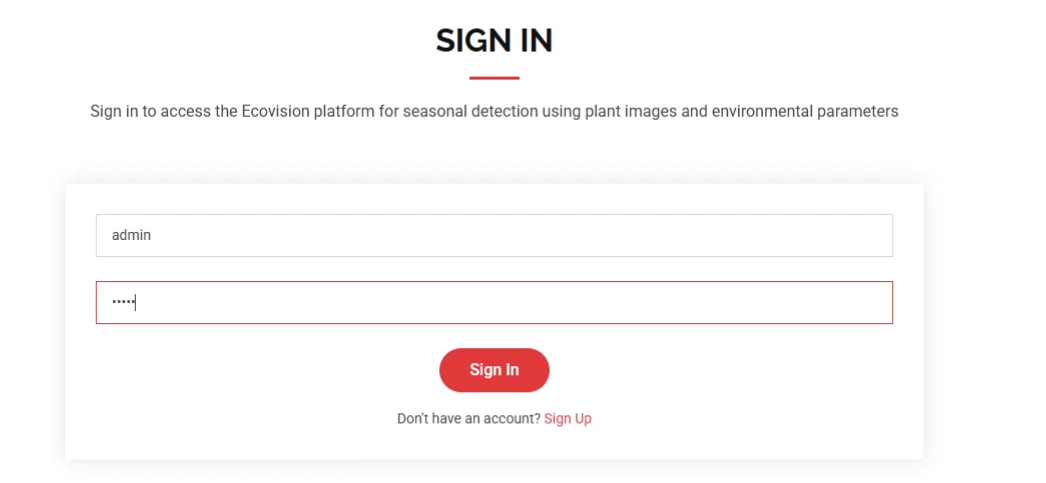 SIGN IN
Sign in to access the Ecovision platform for seasonal detection using plant images and environmental parameters
admin
•••••
Sign In
Don't have an account? Sign Up